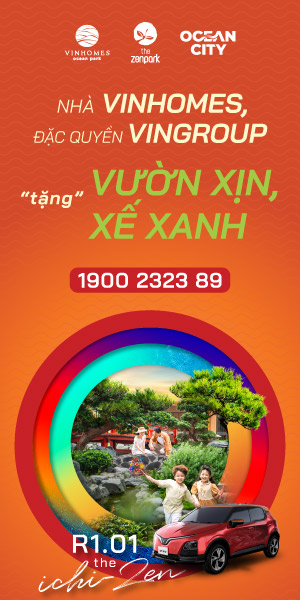 VINHOMES
ocean park
the
zenpark
OCEAN
CITY
NHÀ VINHOMES,
ĐẶC QUYỀN VINGROUP
"tặng"
VƯỜN XỊN,
XẾ XANH
1900 2323 89
R1.01
the
ichi-Zen